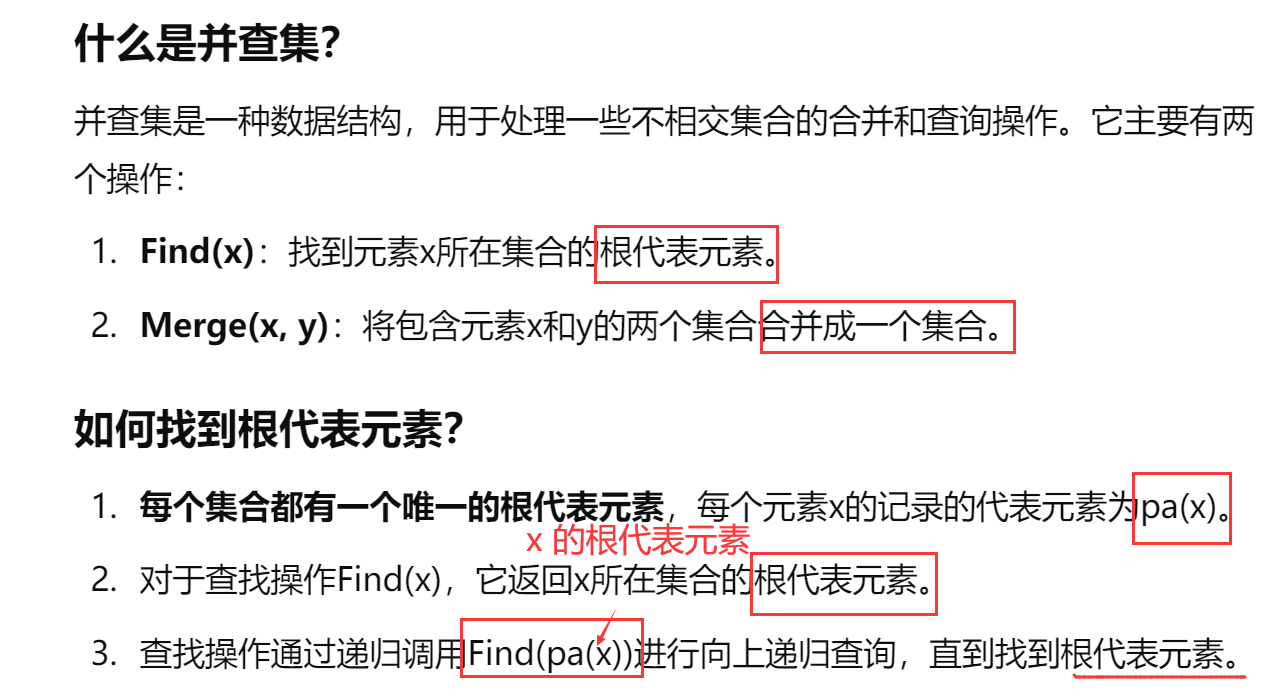 什么是并查集？
并查集是一种数据结构，用于处理一些不相交集合的合并和查询操作。它主要有两
个操作：
1. Find(x)：找到元素x所在集合的根代表元素。
2. Merge(x, y)：将包含元素x和y的两个集合合并成一个集合。
如何找到根代表元素？
1. 每个集合都有一个唯一的根代表元素，每个元素x的记录的代表元素为pa(x)。
x 的根代表元素
2. 对于查找操作Find(x)，它返回x所在集合的根代表元素。
3. 查找操作通过递归调用Find(pa(x))进行向上递归查询，直到找到根代表元素。